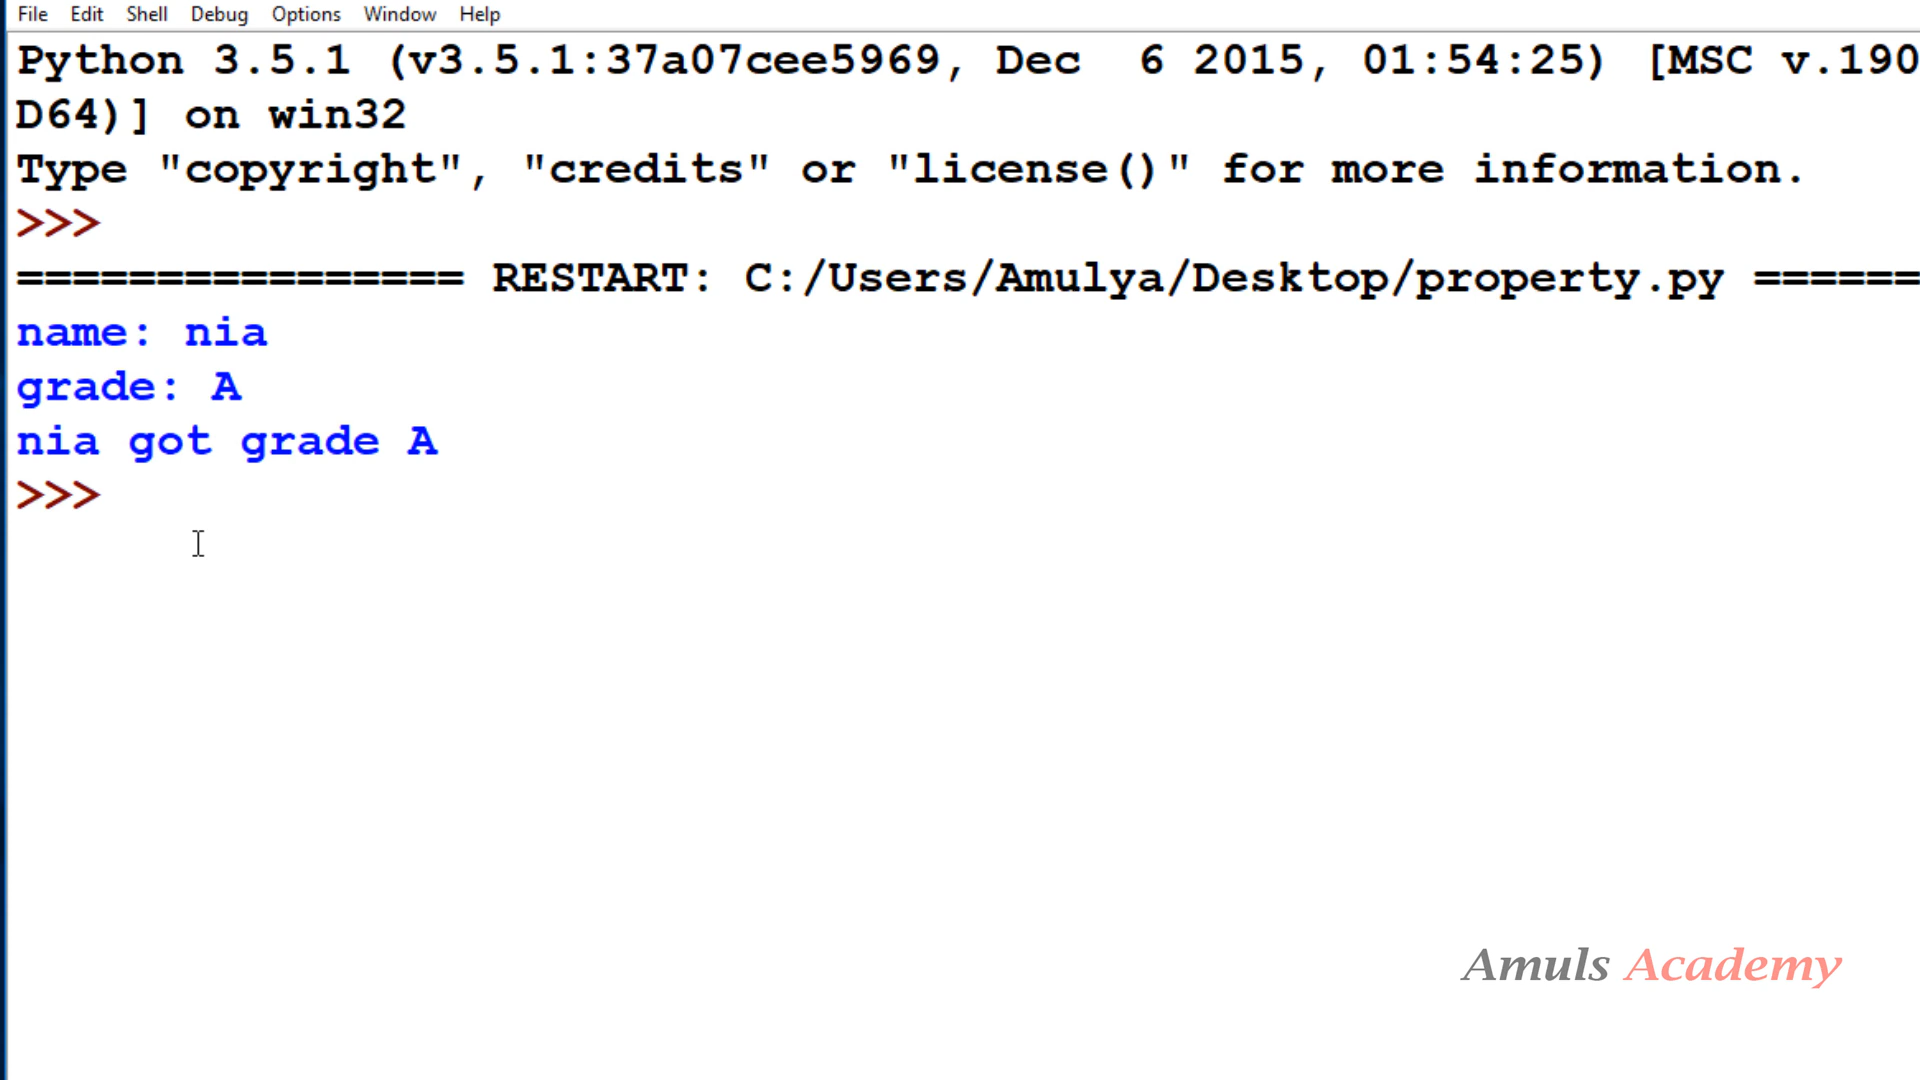 File Edit Shell Debug Options Window Help
Python 3.5.1 (v3.5.1:37a07cee5969, Dec  6 2015, 01:54:25) [MSC v.190
D64)] on win32
Type "copyright", "credits" or "license()" for more information.
>>>
================ RESTART: C:/Users/Amulya/Desktop/property.py ======
name: nia
grade: A
nia got grade A
>>>
Amuls Academy